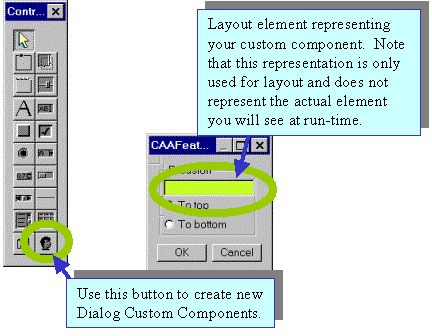 Contr...
Layout element representing
your custom component. Note
that this representation is only
used for layout and does not
represent the actual element
you will see at run-time.
A
AB
CAAFeat...
To top
To bottom
OK
Cancel
Use this button to create new
Dialog Custom Components.